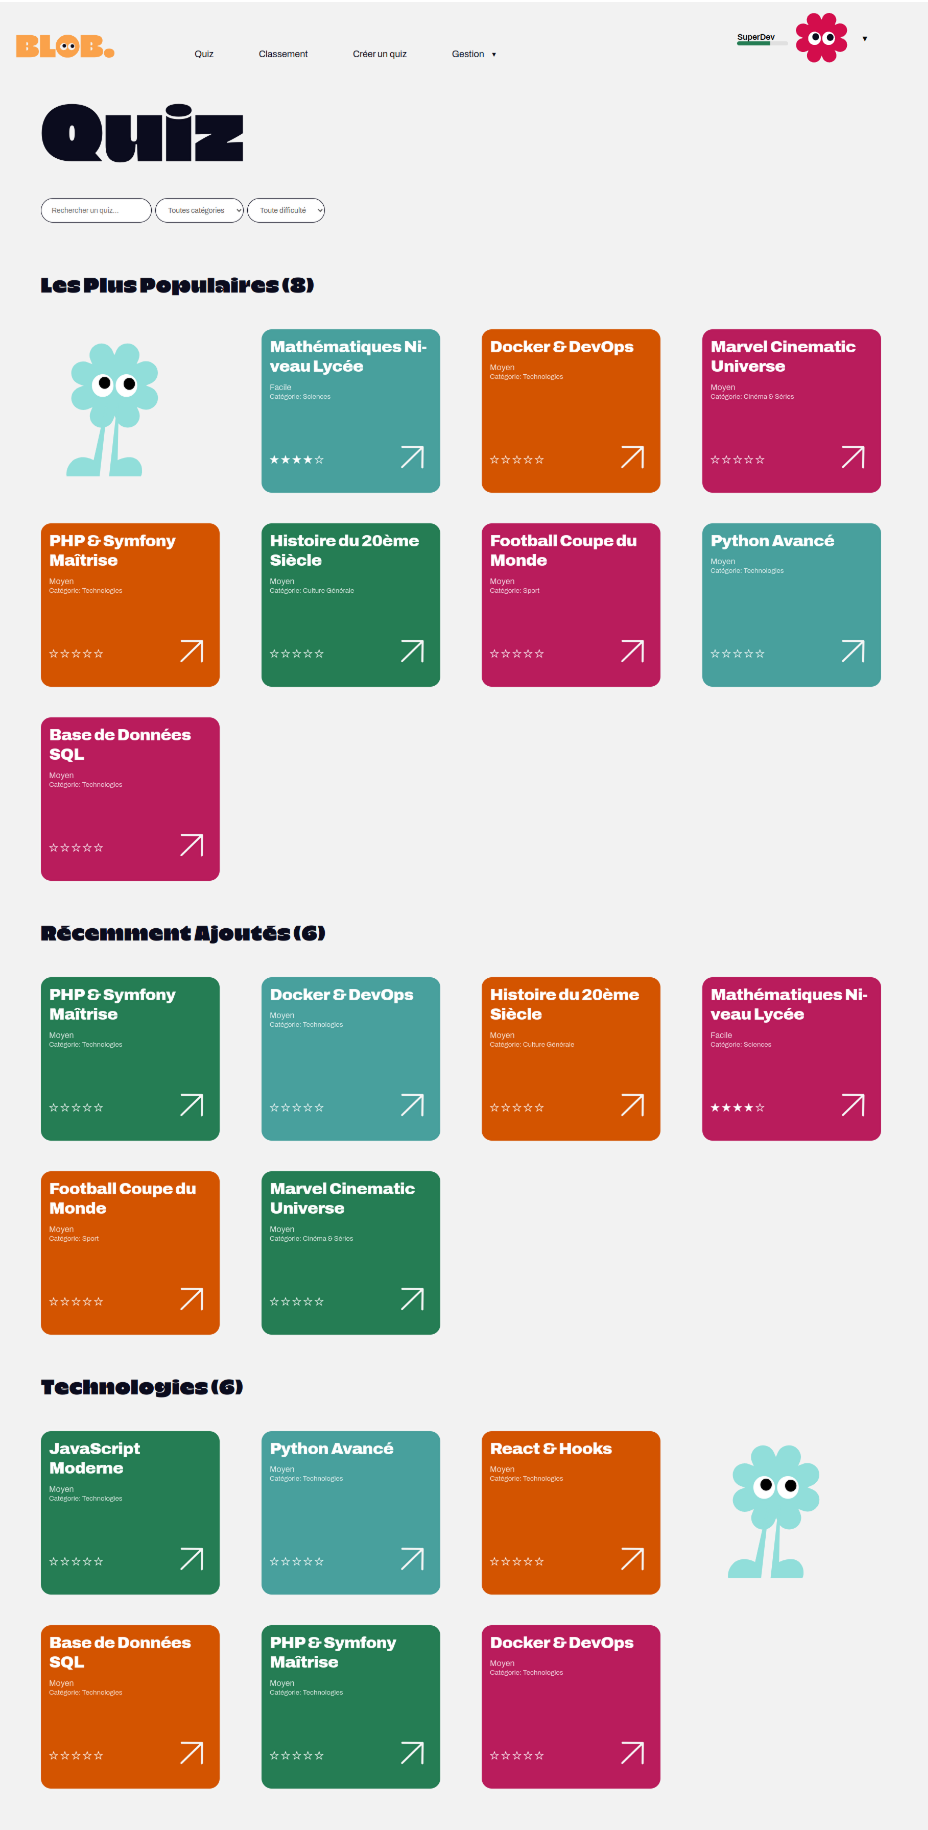 BLOB.
Quiz
Classement
Créer un quiz
Gestion ▾
SuperDev
▾
Quiz
Rechercher un quiz...
Toutes catégories
Toute difficulté
Les Plus Populaires (8)
Mathématiques Ni-
veau Lycée
Facile
Catégorie: Sciences
★★★★☆
Docker & DevOps
Moyen
Catégorie: Technologies
☆☆☆☆☆
Marvel Cinematic
Universe
Moyen
Catégorie: Cinéma & Séries
☆☆☆☆☆
PHP & Symfony
Maîtrise
Moyen
Catégorie: Technologies
☆☆☆☆☆
Histoire du 20ème
Siècle
Moyen
Catégorie: Culture Générale
☆☆☆☆☆
Football Coupe du
Monde
Moyen
Catégorie: Sport
☆☆☆☆☆
Python Avancé
Moyen
Catégorie: Technologies
☆☆☆☆☆
Base de Données
SQL
Moyen
Catégorie: Technologies
☆☆☆☆☆
Récemment Ajoutés (6)
PHP & Symfony
Maîtrise
Moyen
Catégorie: Technologies
☆☆☆☆☆
Docker & DevOps
Moyen
Catégorie: Technologies
☆☆☆☆☆
Histoire du 20ème
Siècle
Moyen
Catégorie: Culture Générale
☆☆☆☆☆
Mathématiques Ni-
veau Lycée
Facile
Catégorie: Sciences
★★★★☆
Football Coupe du
Monde
Moyen
Catégorie: Sport
☆☆☆☆☆
Marvel Cinematic
Universe
Moyen
Catégorie: Cinéma & Séries
☆☆☆☆☆
Technologies (6)
JavaScript
Moderne
Moyen
Catégorie: Technologies
☆☆☆☆☆
Python Avancé
Moyen
Catégorie: Technologies
☆☆☆☆☆
React & Hooks
Moyen
Catégorie: Technologies
☆☆☆☆☆
Base de Données
SQL
Moyen
Catégorie: Technologies
☆☆☆☆☆
PHP & Symfony
Maîtrise
Moyen
Catégorie: Technologies
☆☆☆☆☆
Docker & DevOps
Moyen
Catégorie: Technologies
☆☆☆☆☆